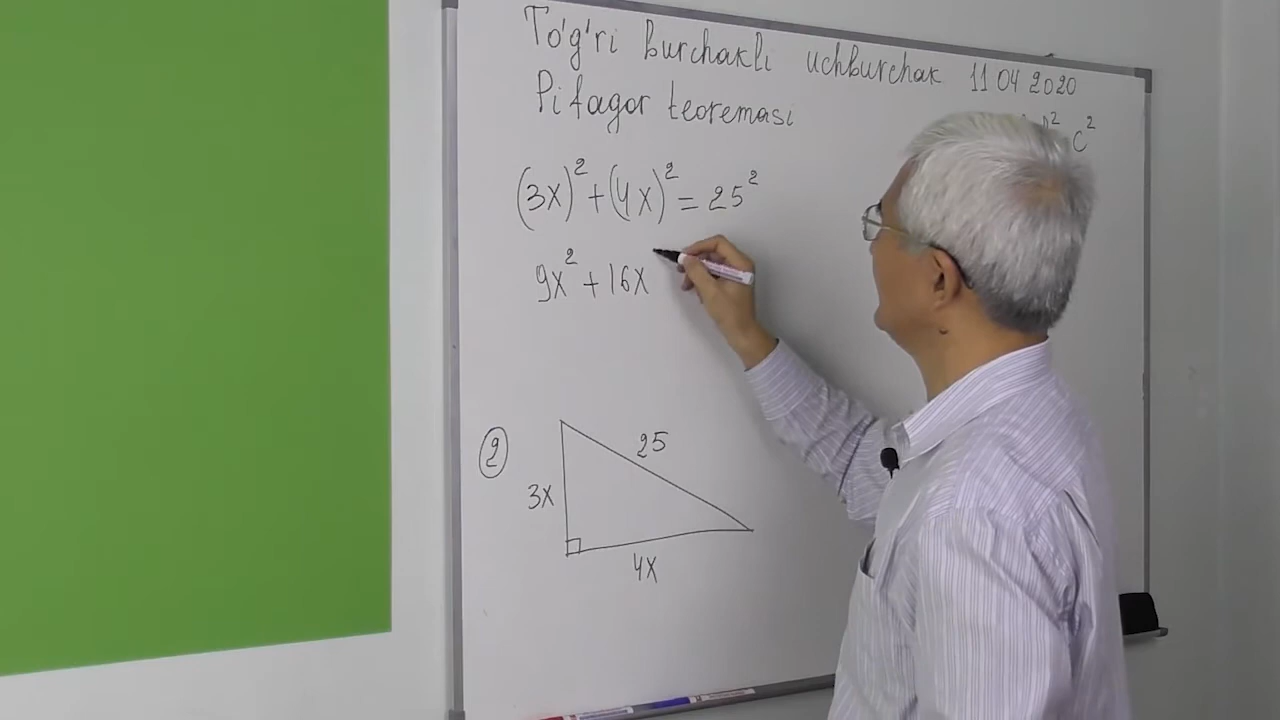 To'g'ri burchakli uchburchak 11 04 2020
Pifagor teoremasi
c²
(3x)² + (4x)² = 25²
9x² + 16x
2
25
3x
4x